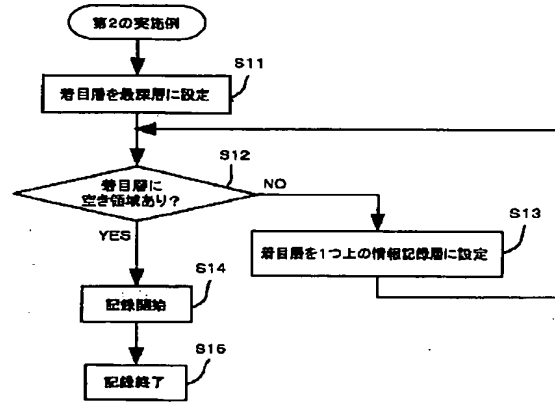 第2の実施例
S11
着目層を最深層に設定
S12
着目層に
空き領域あり?
NO
YES
S13
着目層を1つ上の情報記録層に設定
S14
記録開始
S15
記録終了